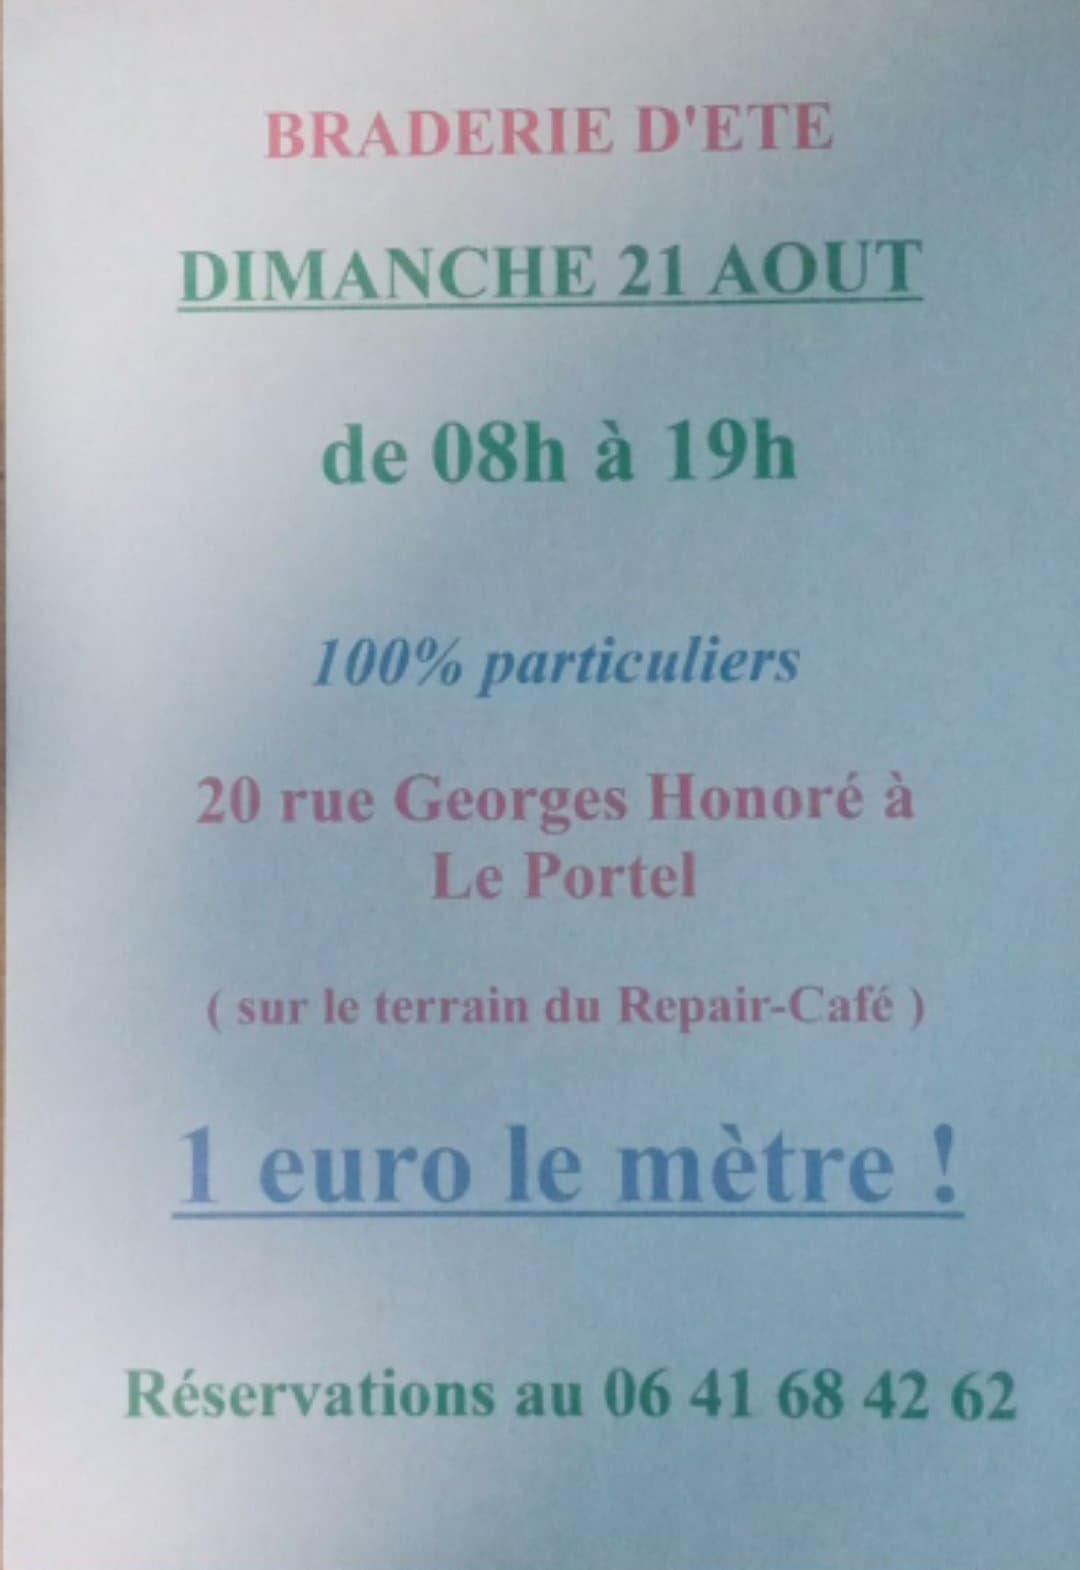 BRADERIE D'ETE
DIMANCHE 21 AOUT
de 08h à 19h
100% particuliers
20 rue Georges Honoré à
Le Portel
( sur le terrain du Repair-Café )
1 euro le mètre !
Réservations au 06 41 68 42 62